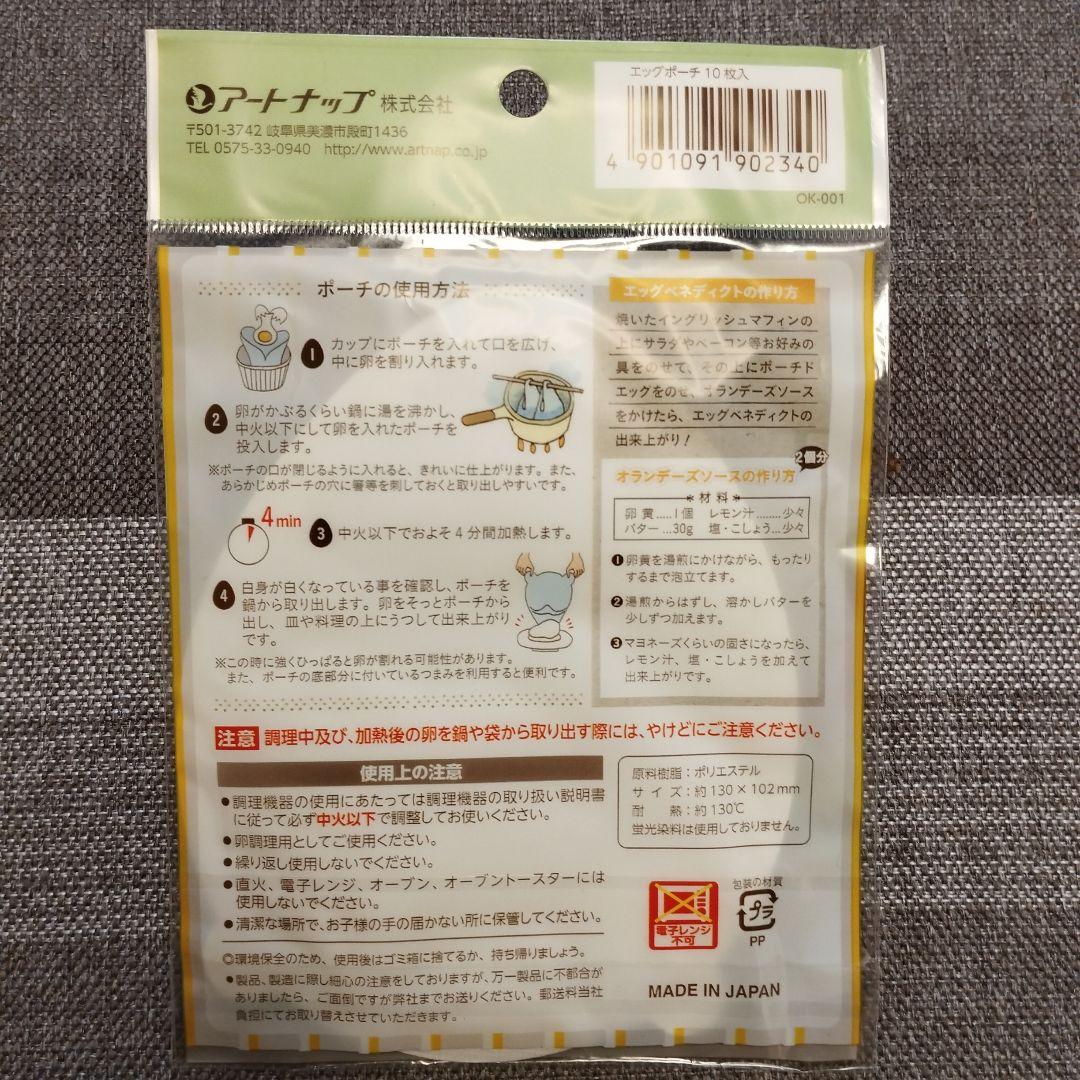 アートナップ 株式会社
〒501-3742 岐阜県美濃市殿町1436
TEL 0575-33-0940 http://www.artnap.co.jp
エッグポーチ 10枚入
4 901091 902340
OK-001
ポーチの使用方法
1 カップにポーチを入れて口を広げ、
中に卵を割り入れます。
2 卵がかぶるくらい鍋に湯を沸かし、
中火以下にして卵を入れたポーチを
投入します。
※ポーチの口が閉じるように入れると、きれいに仕上がります。また、
あらかじめポーチの穴に箸等を刺しておくと取り出しやすいです。
4 min
3 中火以下でおよそ4分間加熱します。
4 白身が白くなっている事を確認し、ポーチを
鍋から取り出します。卵をそっとポーチから
出し、皿や料理の上にうつして出来上がり
です。
※この時に強くひっぱると卵が割れる可能性があります。
また、ポーチの底部分に付いているつまみを利用すると便利です。
エッグベネディクトの作り方
焼いたイングリッシュマフィンの
上にサラダやベーコン等お好みの
具をのせて、その上にポーチド
エッグをのせ、オランデーズソース
をかけたら、エッグベネディクトの
出来上がり!
2個分
オランデーズソースの作り方
＊材料＊
卵黄.....1個 レモン汁........少々
バター...30g 塩・こしょう...少々
1 卵黄を湯煎にかけながら、もったり
するまで泡立てます。
2 湯煎からはずし、溶かしバターを
少しずつ加えます。
3 マヨネーズくらいの固さになったら、
レモン汁、塩・こしょうを加えて
出来上がりです。
注意 調理中及び、加熱後の卵を鍋や袋から取り出す際には、やけどにご注意ください。
使用上の注意
●調理機器の使用にあたっては調理機器の取り扱い説明書
に従って必ず中火以下で調整してお使いください。
●卵調理用としてご使用ください。
●繰り返し使用しないでください。
●直火、電子レンジ、オーブン、オーブントースターには
使用しないでください。
●清潔な場所で、お子様の手の届かない所に保管してください。
◎環境保全のため、使用後はゴミ箱に捨てるか、持ち帰りましょう。
●製品、製造に際し細心の注意をしておりますが、万一製品に不都合が
ありましたら、ご面倒ですが弊社までお送りください。郵送料当社
負担にてお取り替えさせていただきます。
原料樹脂：ポリエステル
サイズ：約130×102mm
耐熱：約130℃
蛍光染料は使用しておりません。
電子レンジ
不可
包装の材質
プラ
PP
MADE IN JAPAN